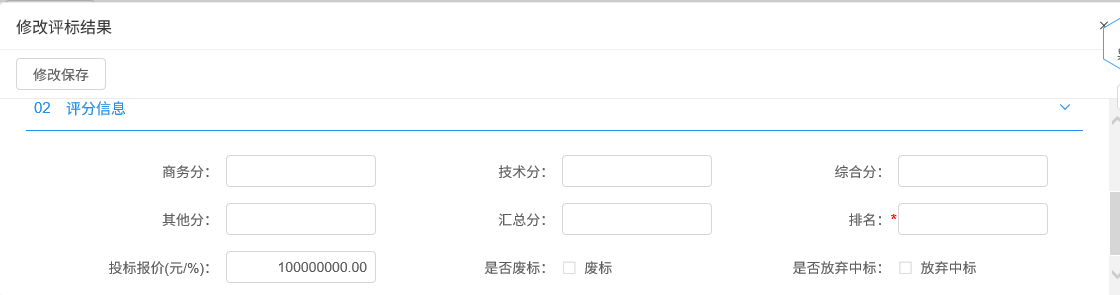 修改评标结果
×
修改保存
02 评分信息
商务分： 技术分： 综合分：
其他分： 汇总分： 排名：*
投标报价(元/%)： 100000000.00 是否废标： 废标 是否放弃中标： 放弃中标